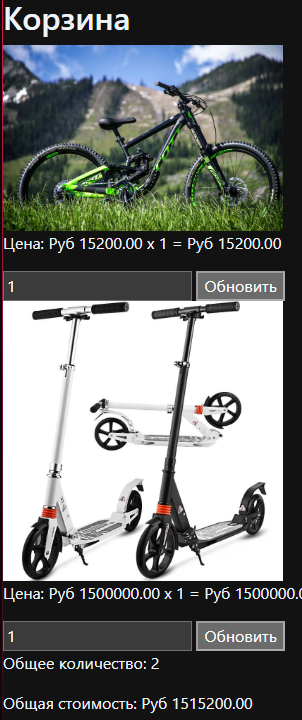 Корзина
Цена: Руб 15200.00 x 1 = Руб 15200.00
1
Обновить
Цена: Руб 1500000.00 x 1 = Руб 1500000.0
1
Обновить
Общее количество: 2
Общая стоимость: Руб 1515200.00